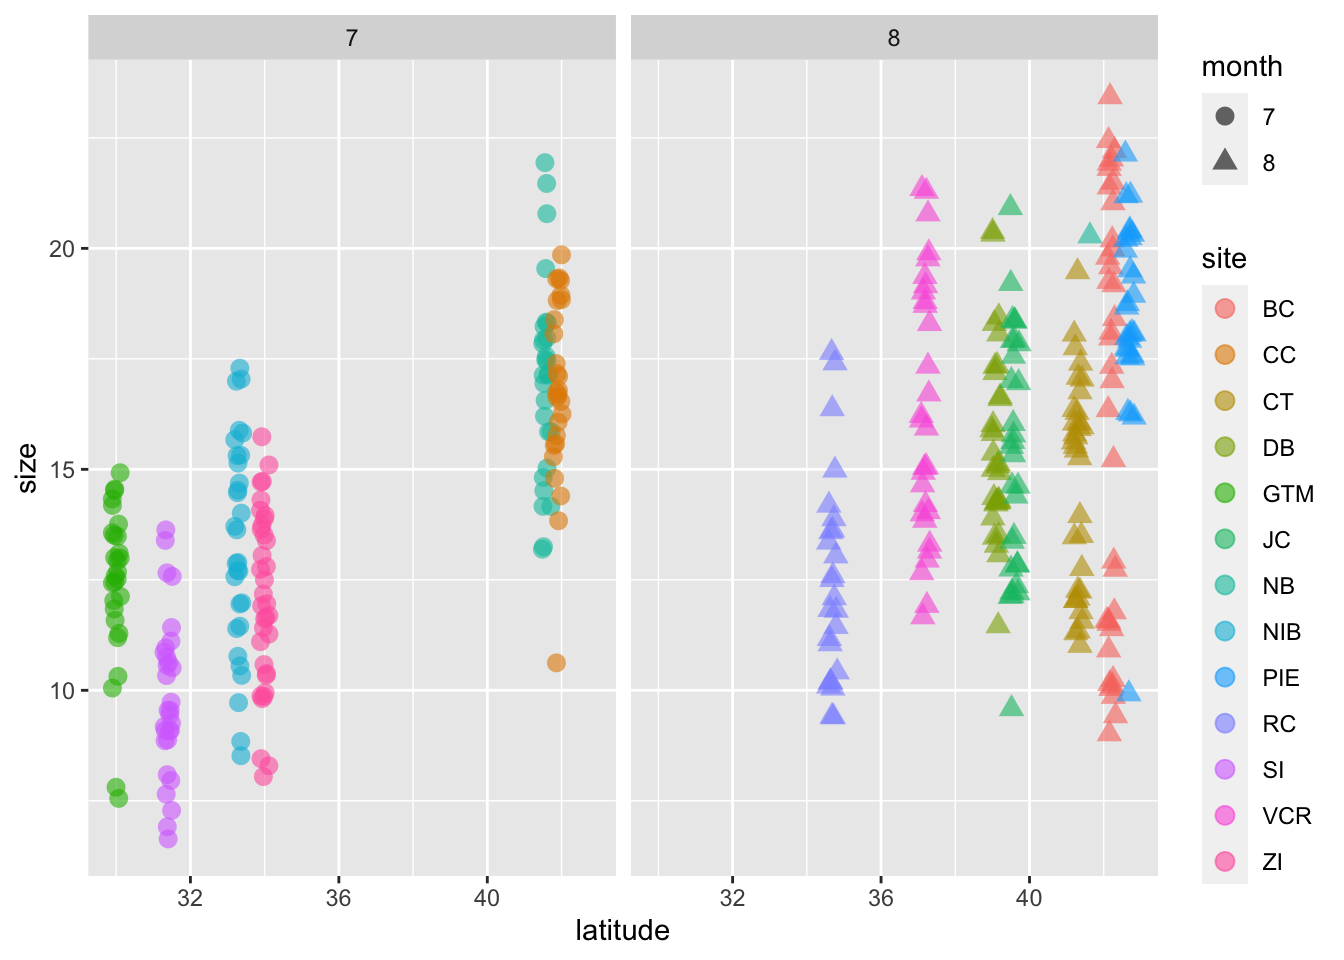 7 8
month
7
8
site
BC
CC
CT
DB
GTM
JC
NB
NIB
PIE
RC
SI
VCR
ZI
size
20
15
10
32 36 40 32 36 40
latitude